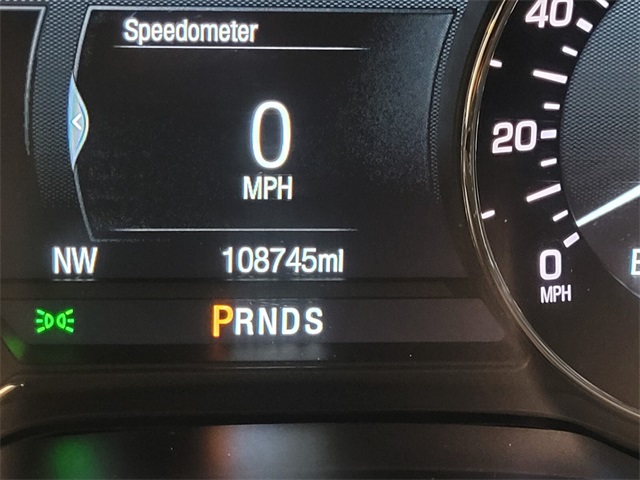 Speedometer
0
MPH
NW 108745mi
PRNDS
40
20
0
MPH
E